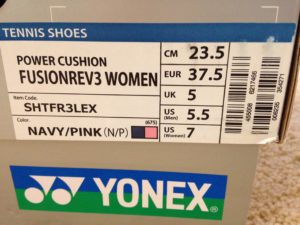 TENNIS SHOES
POWER CUSHION
FUSIONREV3 WOMEN
Item Code:
SHTFR3LEX
Color:
(675)
NAVY/PINK (N/P)
CM 23.5
EUR 37.5
UK 5
US (Men) 5.5
US (Women) 7
YONEX